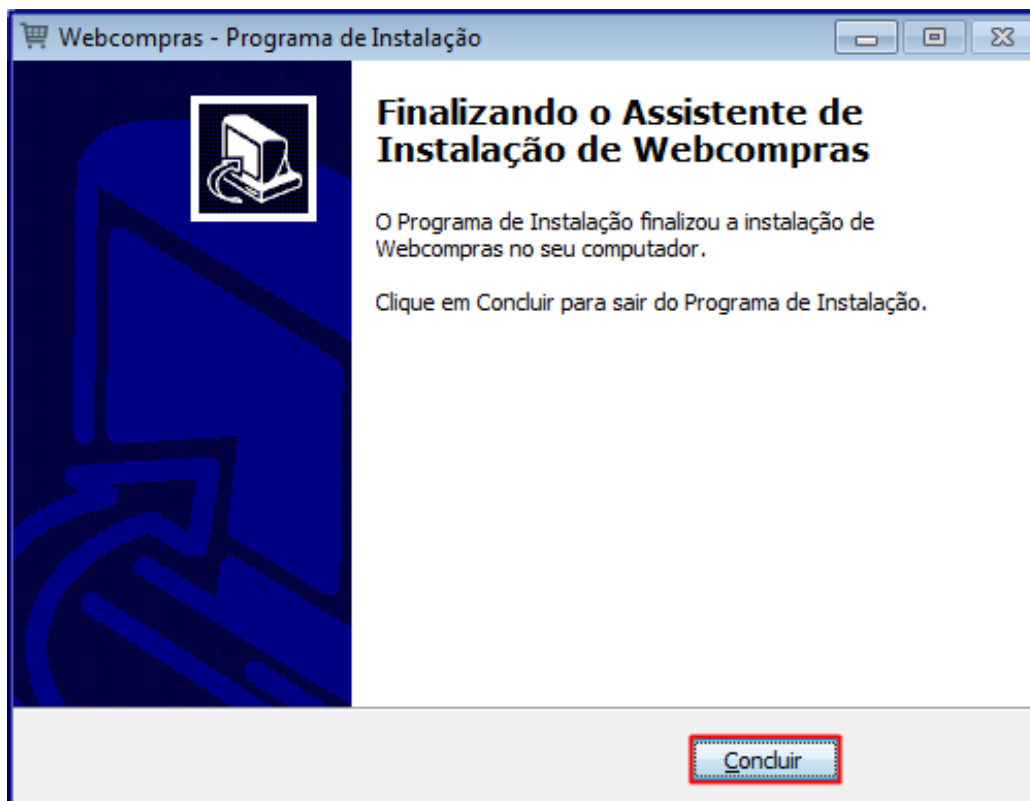 Webcompras - Programa de Instalação
Finalizando o Assistente de
Instalação de Webcompras
O Programa de Instalação finalizou a instalação de
Webcompras no seu computador.
Clique em Concluir para sair do Programa de Instalação.
Concluir